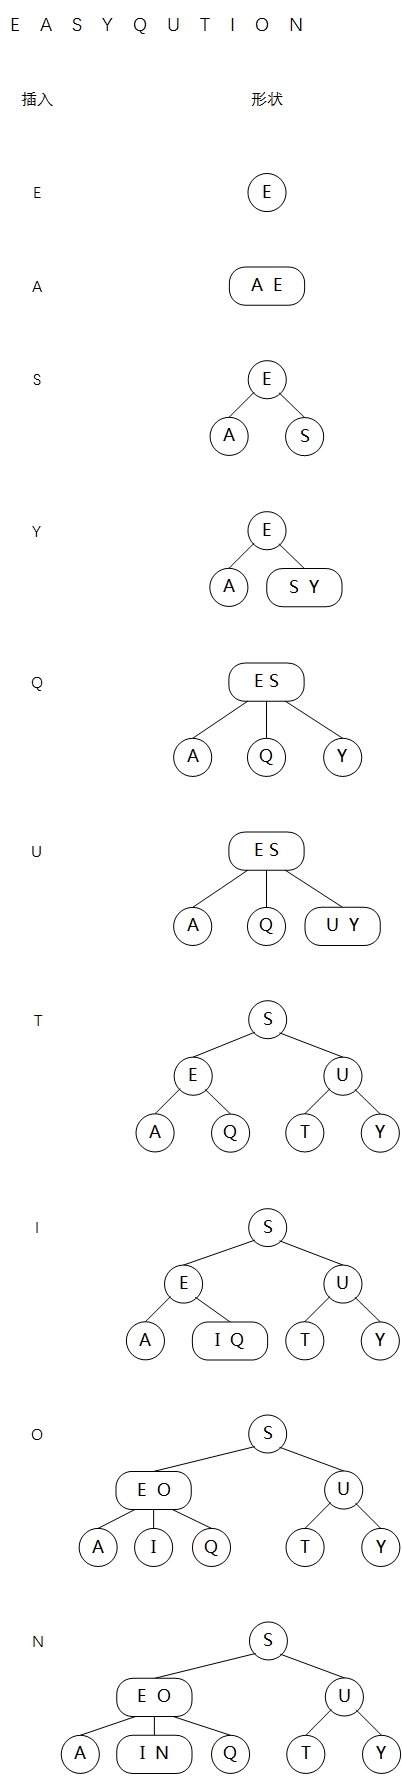 E A S Y Q U T I O N
插入 形状
E E
A A E
S E
A S
Y E
A S Y
Q E S
A Q Y
U E S
A Q U Y
T S
E U
A Q T Y
I S
E U
A I Q T Y
O S
E O U
A I Q T Y
N S
E O U
A I N Q T Y